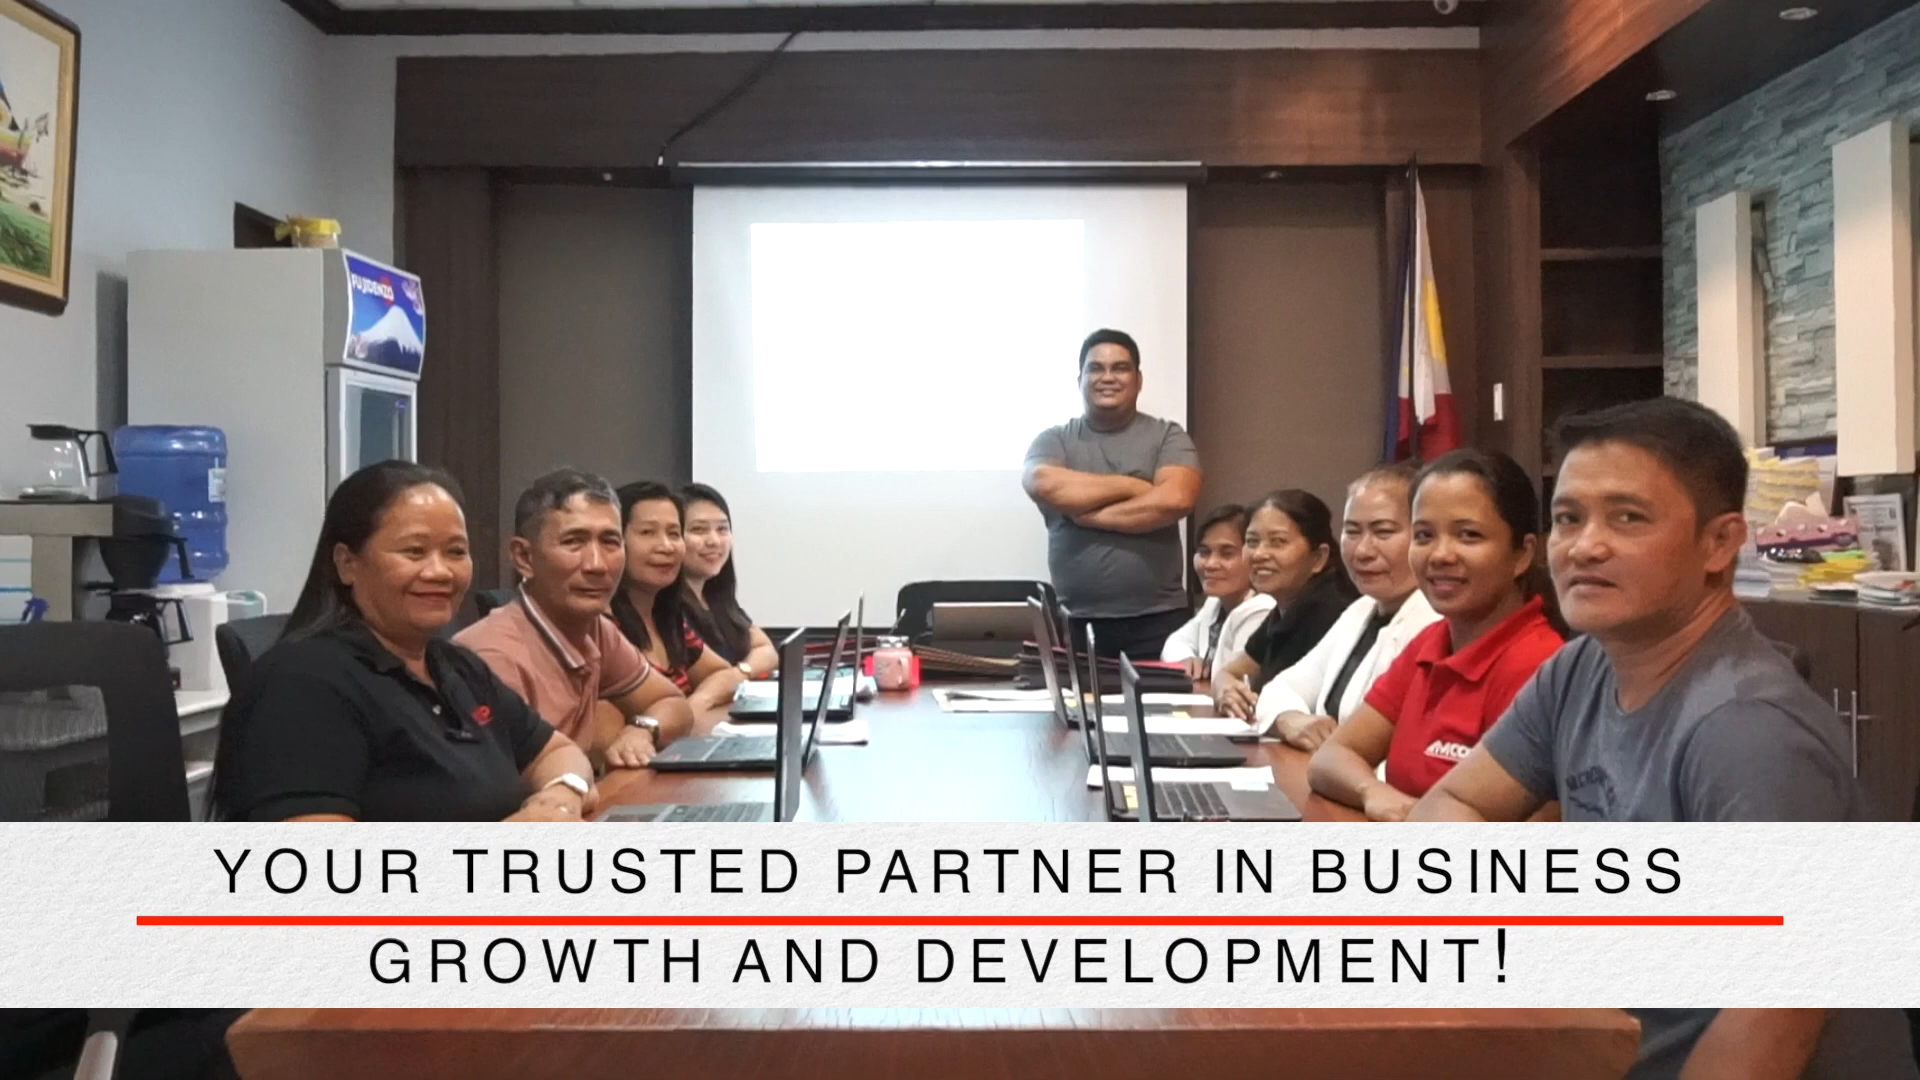 FUJIDENZO
YOUR TRUSTED PARTNER IN BUSINESS
GROWTH AND DEVELOPMENT!